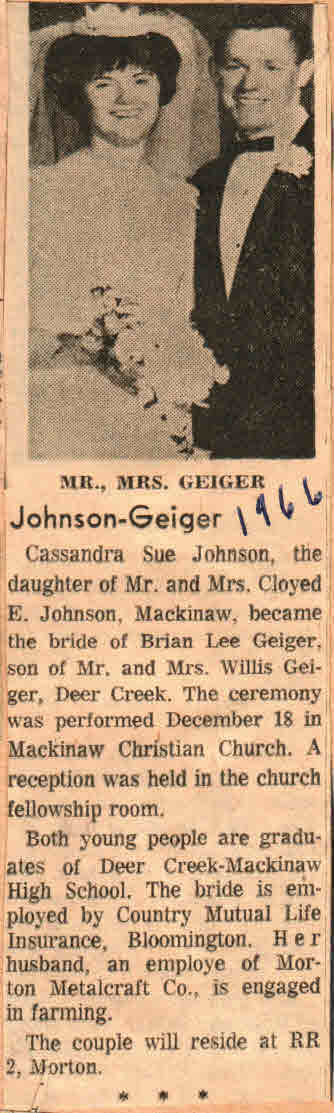 MR., MRS. GEIGER
Johnson-Geiger 1966
Cassandra Sue Johnson, the
daughter of Mr. and Mrs. Cloyed
E. Johnson, Mackinaw, became
the bride of Brian Lee Geiger,
son of Mr. and Mrs. Willis Gei-
ger, Deer Creek. The ceremony
was performed December 18 in
Mackinaw Christian Church. A
reception was held in the church
fellowship room.
Both young people are gradu-
ates of Deer Creek-Mackinaw
High School. The bride is em-
ployed by Country Mutual Life
Insurance, Bloomington. Her
husband, an employe of Mor-
ton Metalcraft Co., is engaged
in farming.
The couple will reside at RR
2, Morton.
* * *